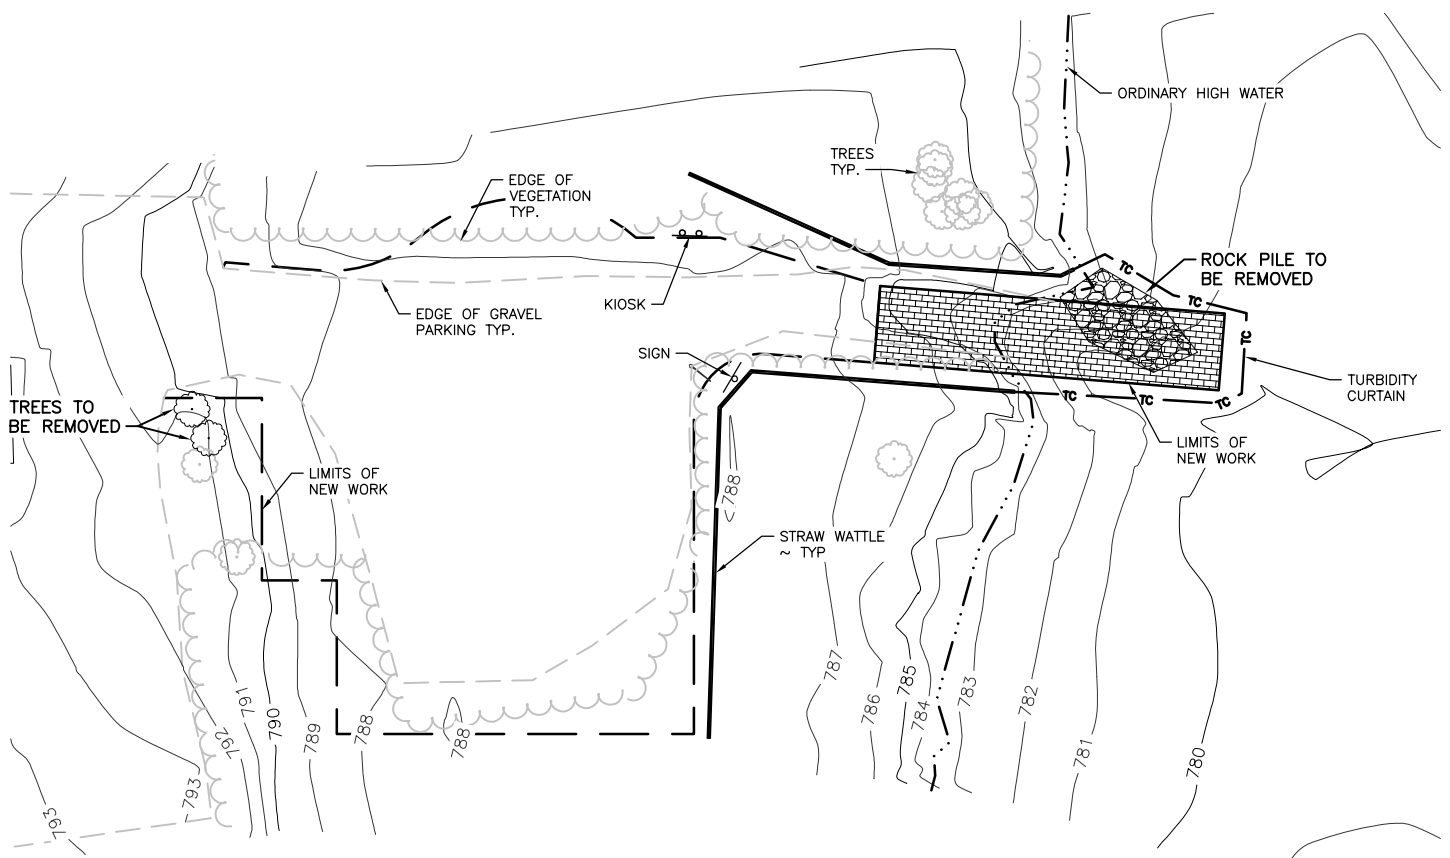 ORDINARY HIGH WATER
TREES
TYP.
EDGE OF
VEGETATION
TYP.
TC
ROCK PILE TO
BE REMOVED
TC
KIOSK
EDGE OF GRAVEL
PARKING TYP.
TC
SIGN
TURBIDITY
CURTAIN
TC
TC
TC
TREES TO
BE REMOVED
LIMITS OF
NEW WORK
LIMITS OF
NEW WORK
788
STRAW WATTLE
~ TYP
787
786
785
784
783
782
781
780
791
792
790
789
788
788
793
793